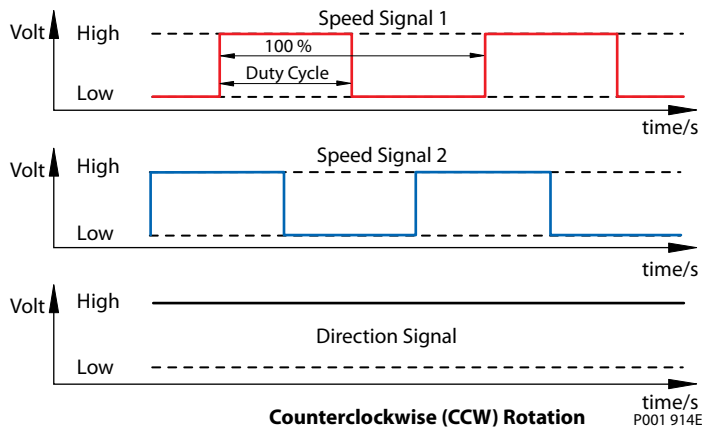 Speed Signal 1
Volt
High
100 %
Duty Cycle
Low
time/s
Speed Signal 2
Volt
High
Low
time/s
Volt
High
Direction Signal
Low
time/s
Counterclockwise (CCW) Rotation
P001 914E